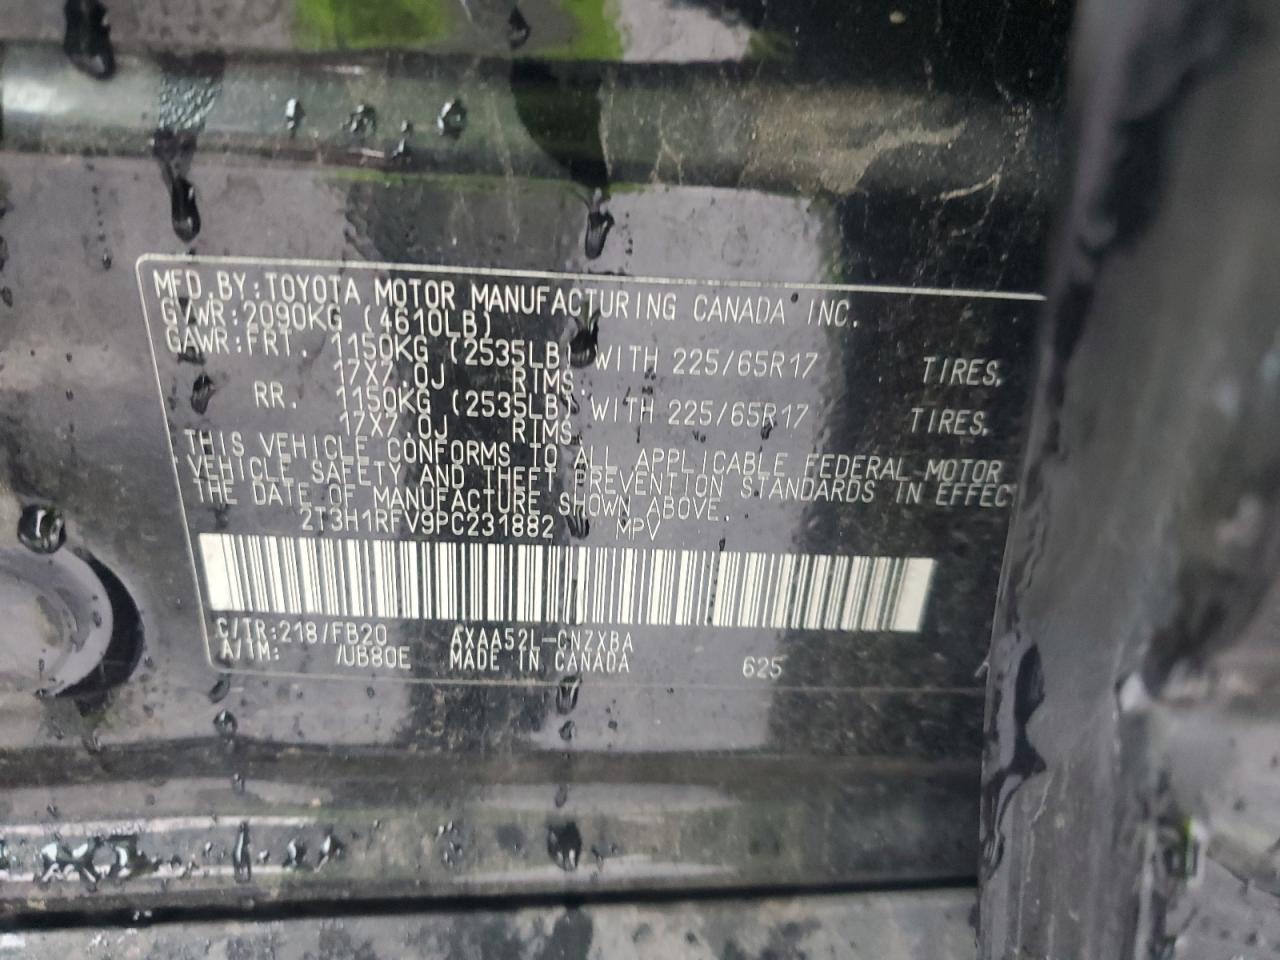 MFD. BY: TOYOTA MOTOR MANUFACTURING CANADA INC.
GVWR: 2090KG (4610LB)
GAWR: FRT. 1150KG (2535LB) WITH 225/65R17 TIRES,
17X7.0J RIMS,
RR. 1150KG (2535LB) WITH 225/65R17 TIRES,
17X7.0J RIMS,
THIS VEHICLE CONFORMS TO ALL APPLICABLE FEDERAL MOTOR
VEHICLE SAFETY AND THEFT PREVENTION STANDARDS IN EFFEC
THE DATE OF MANUFACTURE SHOWN ABOVE.
2T3H1RFV9PC231882 MPV
C/TR: 218/FB20 AXAA52L-CNZXBA
A/TM: /UB80E MADE IN CANADA 625